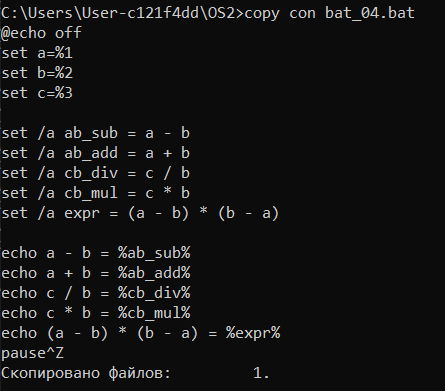 C:\Users\User-c121f4dd\OS2>copy con bat_04.bat
@echo off
set a=%1
set b=%2
set c=%3
set /a ab_sub = a - b
set /a ab_add = a + b
set /a cb_div = c / b
set /a cb_mul = c * b
set /a expr = (a - b) * (b - a)
echo a - b = %ab_sub%
echo a + b = %ab_add%
echo c / b = %cb_div%
echo c * b = %cb_mul%
echo (a - b) * (b - a) = %expr%
pause^Z
Скопировано файлов:         1.